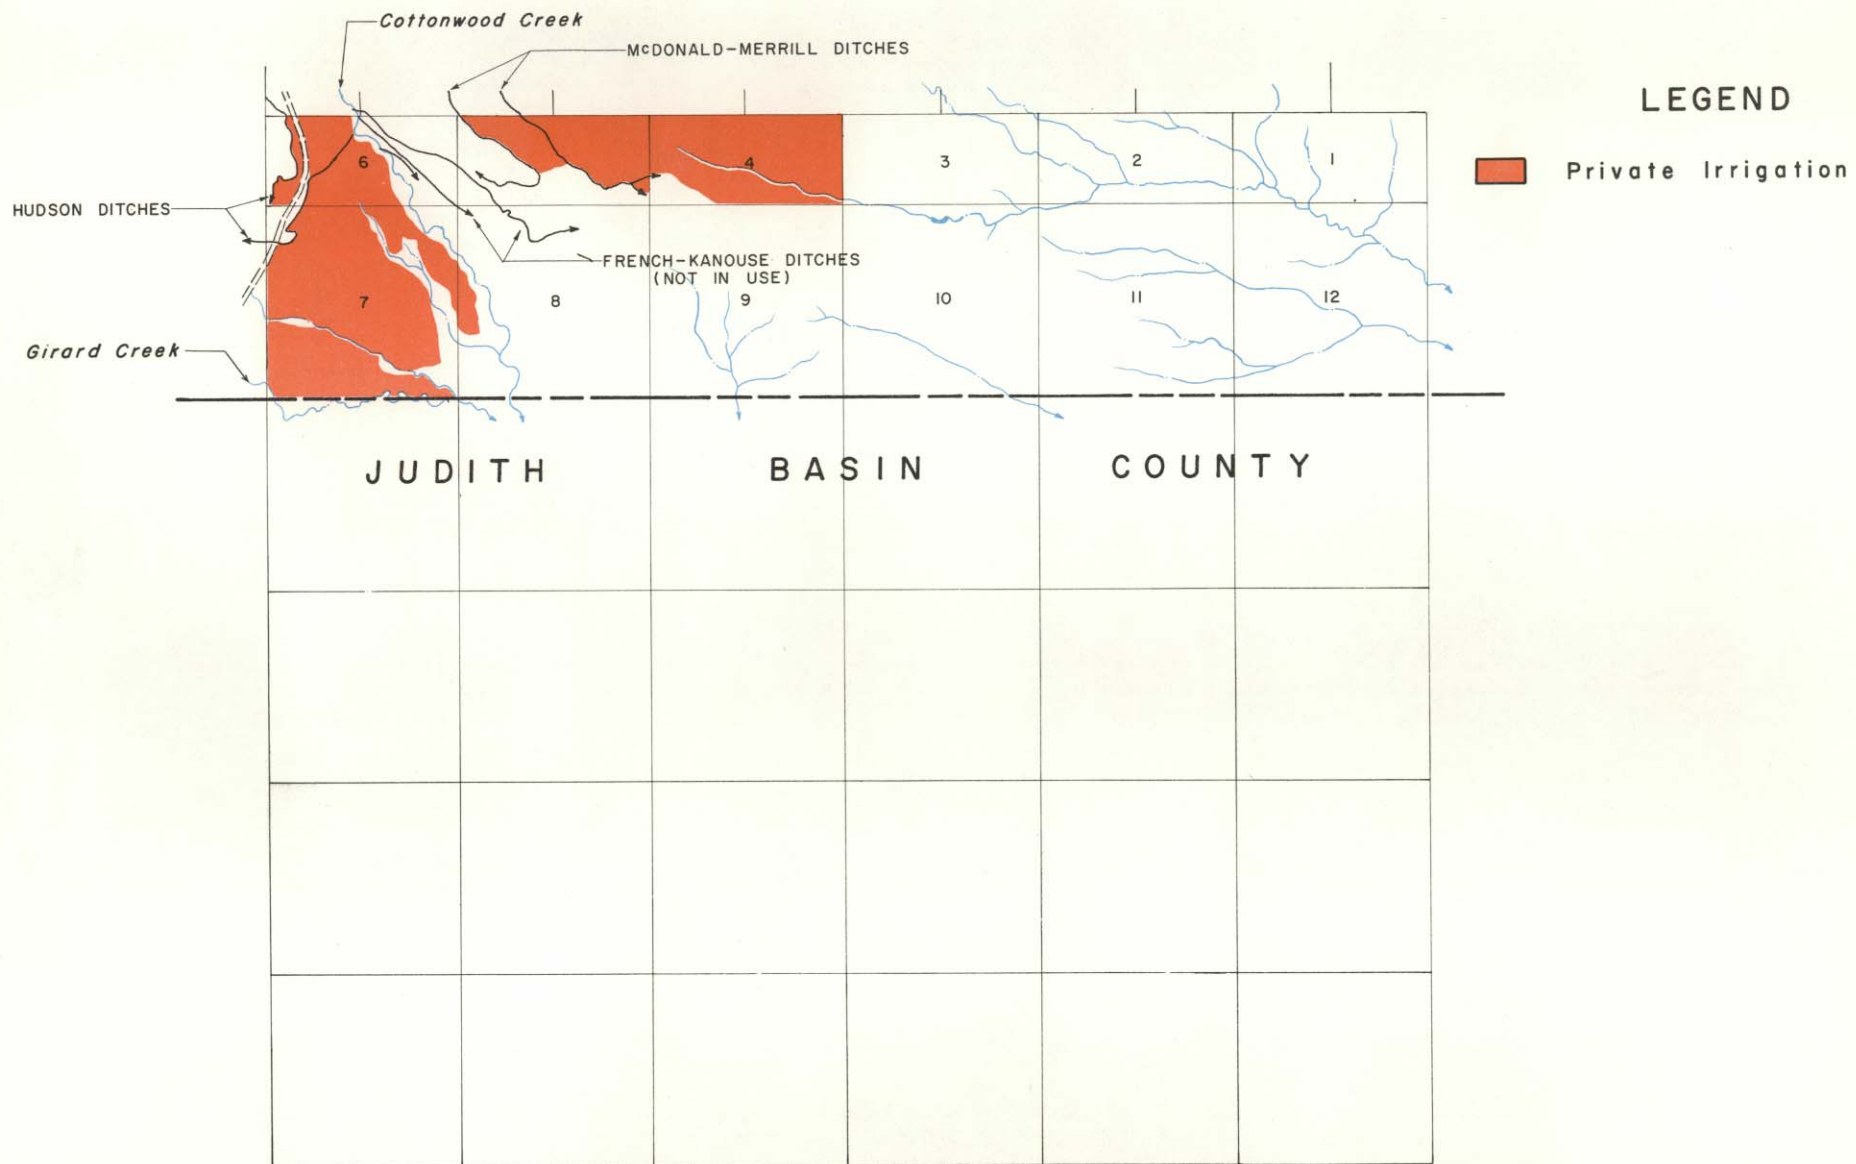 Cottonwood Creek
McDONALD-MERRILL DITCHES
LEGEND
Private Irrigation
6
4
3
2
1
HUDSON DITCHES
FRENCH-KANOUSE DITCHES
(NOT IN USE)
7
8
9
10
11
12
Girard Creek
JUDITH BASIN COUNTY